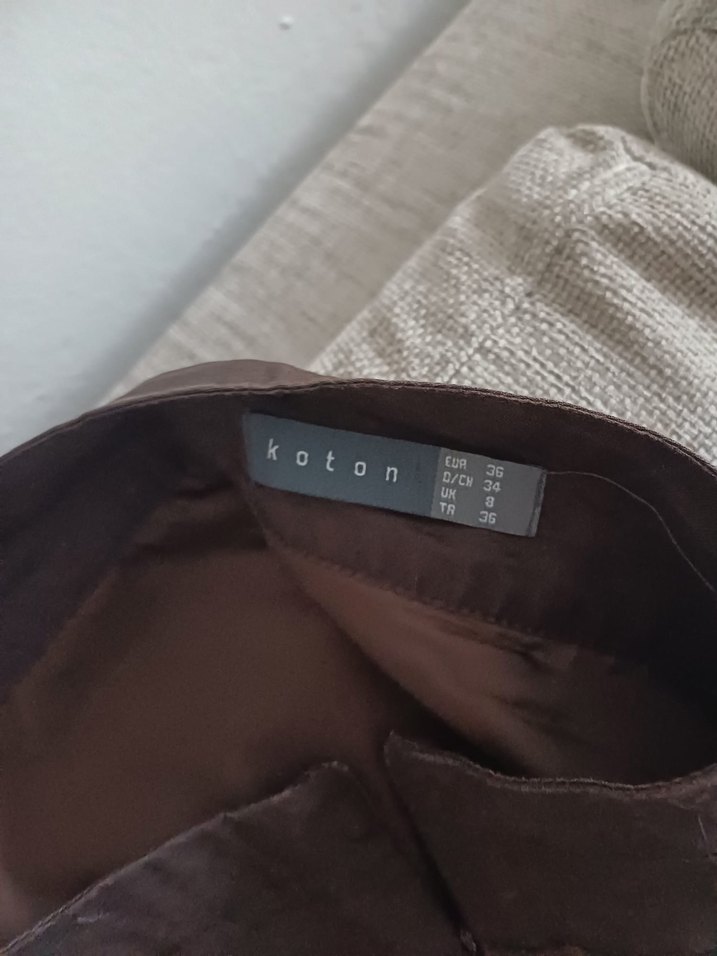 koton
EUR 36
D/CH 34
UK 8
TR 36